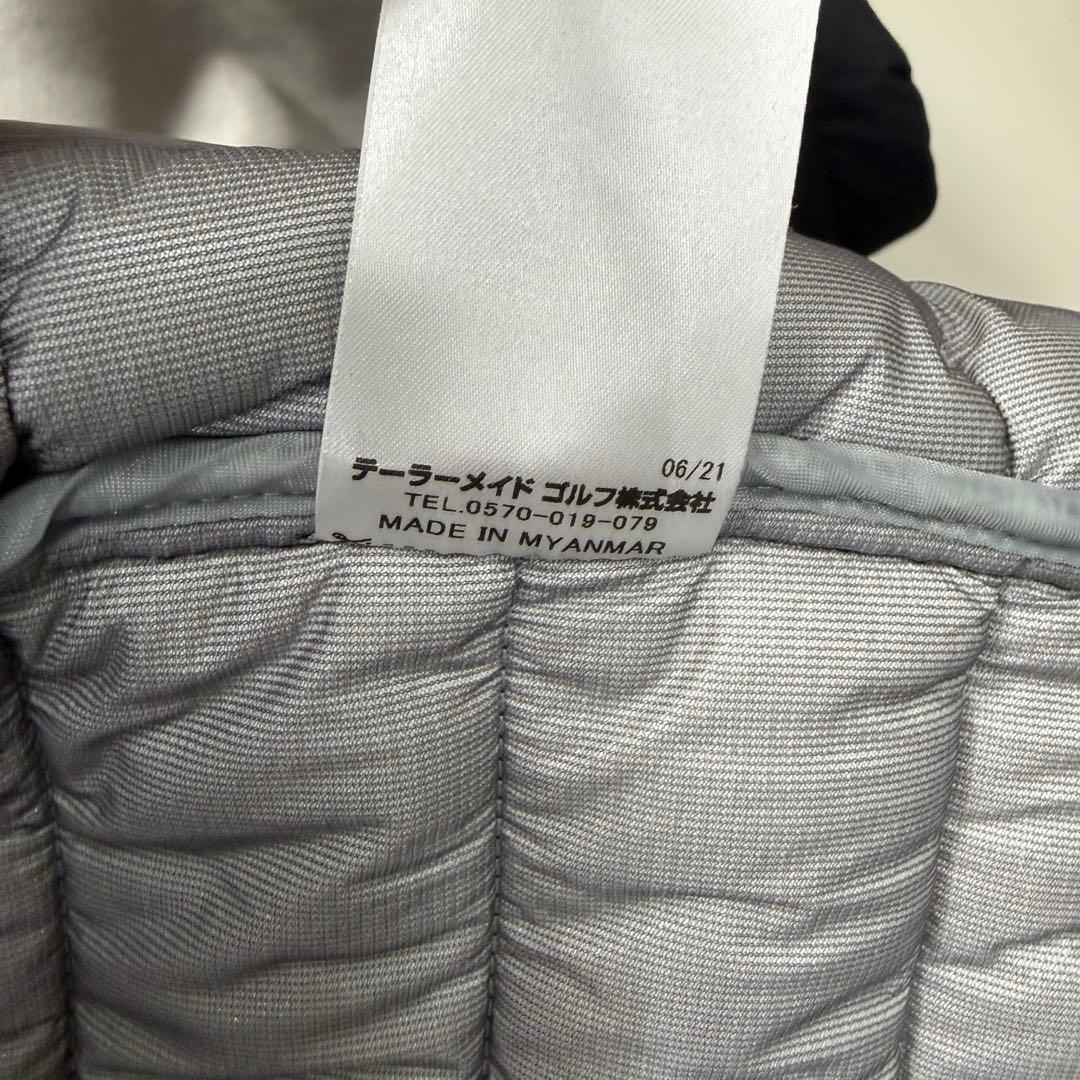 06/21
テーラーメイド ゴルフ株式会社
TEL.0570-019-079
MADE IN MYANMAR